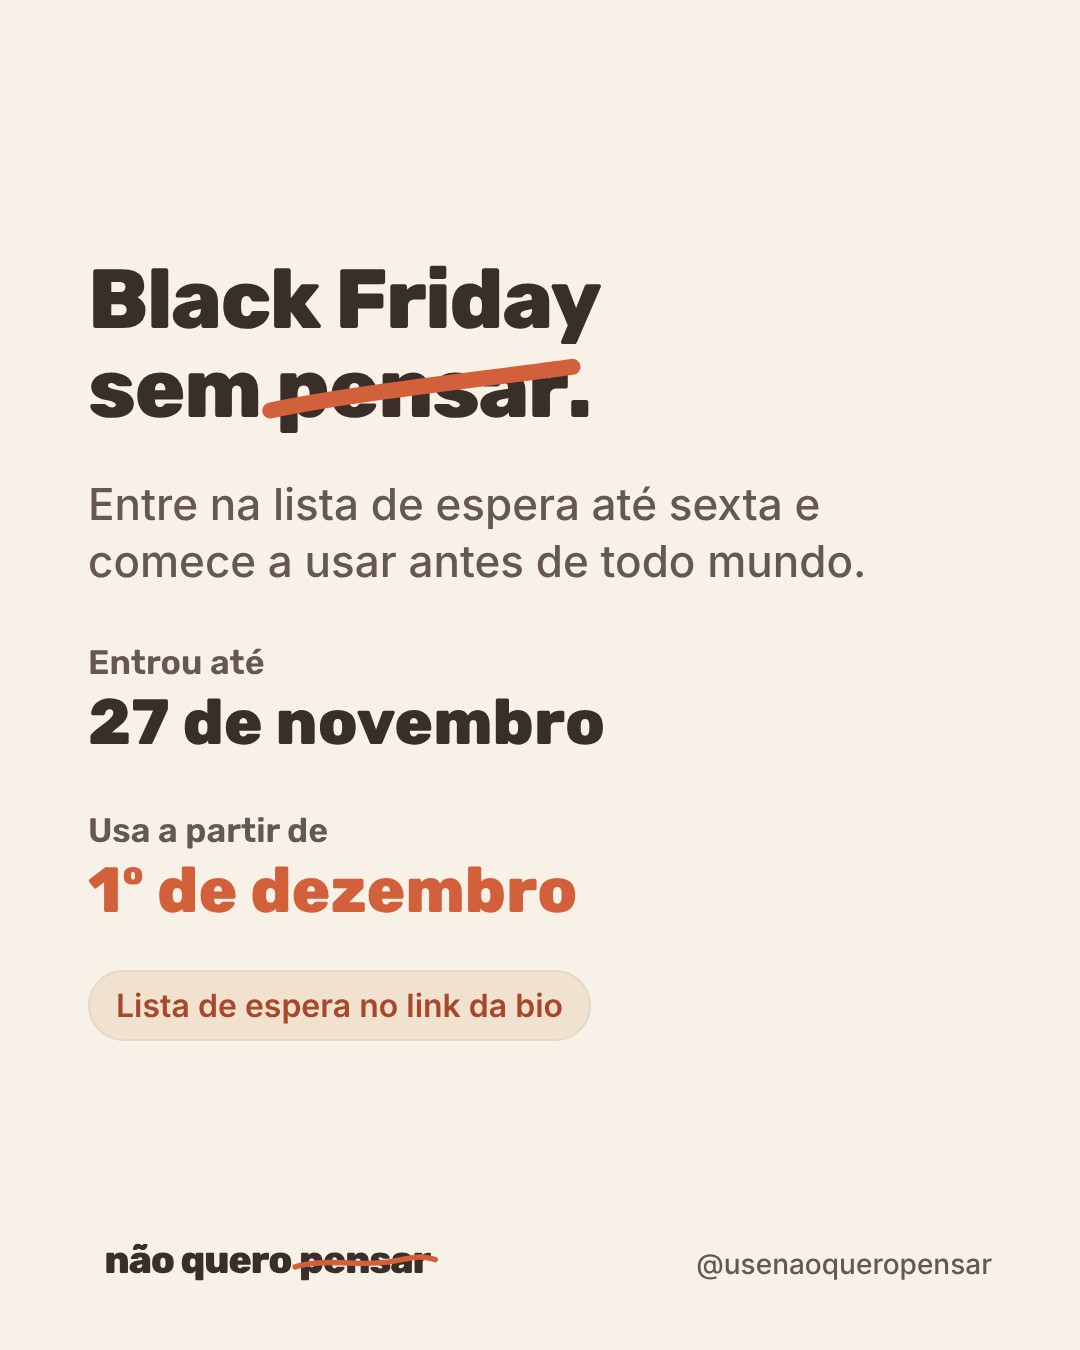 Black Friday
sem pensar.
Entre na lista de espera até sexta e
comece a usar antes de todo mundo.
Entrou até
27 de novembro
Usa a partir de
1º de dezembro
Lista de espera no link da bio
não quero pensar
@usenaoqueropensar